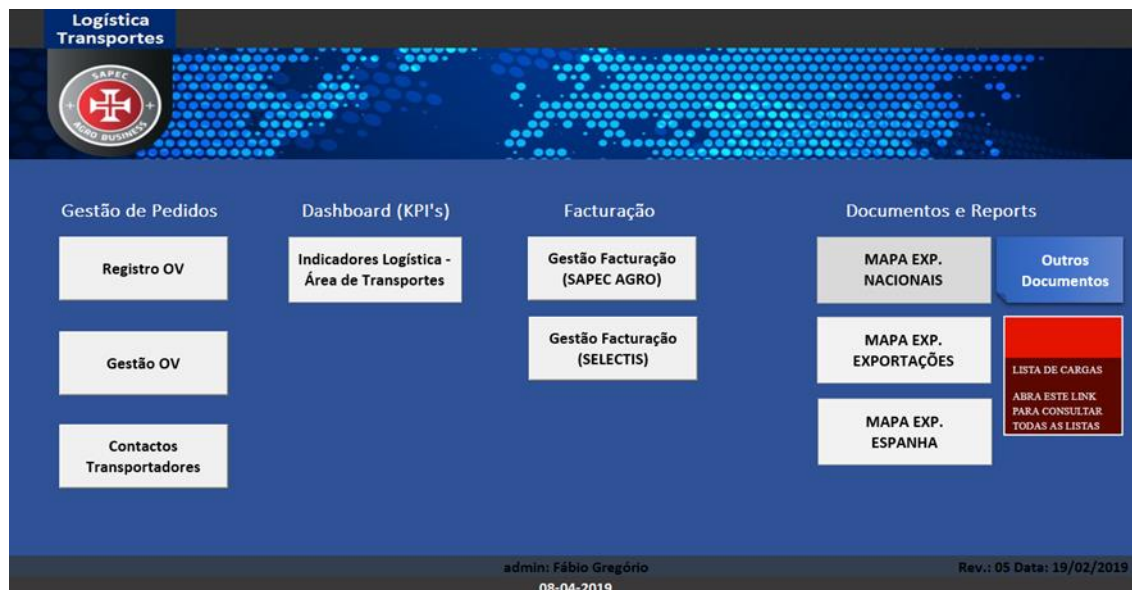 Logística
Transportes
SAPEC
AGRO BUSINESS
Gestão de Pedidos
Registro OV
Gestão OV
Contactos
Transportadores
Dashboard (KPI's)
Indicadores Logística -
Área de Transportes
Facturação
Gestão Facturação
(SAPEC AGRO)
Gestão Facturação
(SELECTIS)
Documentos e Reports
MAPA EXP.
NACIONAIS
MAPA EXP.
EXPORTAÇÕES
MAPA EXP.
ESPANHA
Outros
Documentos
LISTA DE CARGAS
ABRA ESTE LINK
PARA CONSULTAR
TODAS AS LISTAS
admin: Fábio Gregório
Rev.: 05 Data: 19/02/2019
08-04-2019